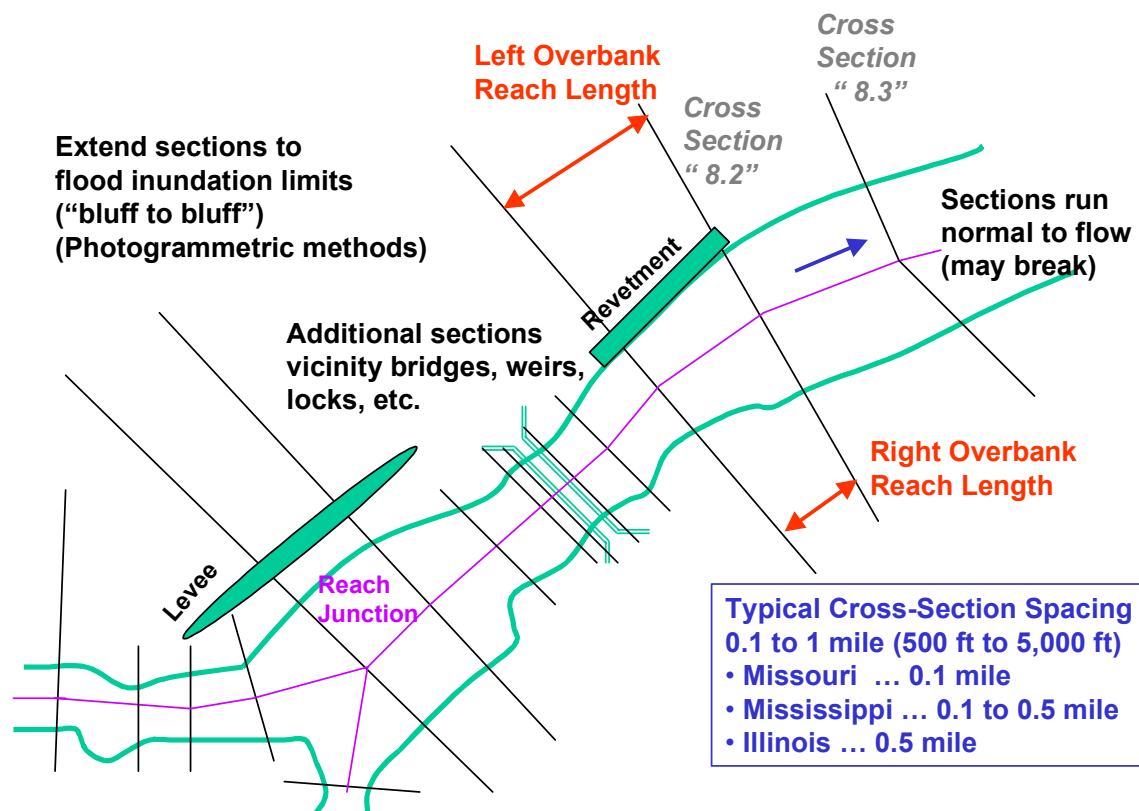 Cross
Section
“ 8.3”
Left Overbank
Reach Length
Cross
Section
“ 8.2”
Extend sections to
flood inundation limits
(“bluff to bluff”)
(Photogrammetric methods)
Sections run
normal to flow
(may break)
Revetment
Additional sections
vicinity bridges, weirs,
locks, etc.
Right Overbank
Reach Length
Levee
Reach
Junction
Typical Cross-Section Spacing
0.1 to 1 mile (500 ft to 5,000 ft)
• Missouri … 0.1 mile
• Mississippi … 0.1 to 0.5 mile
• Illinois … 0.5 mile